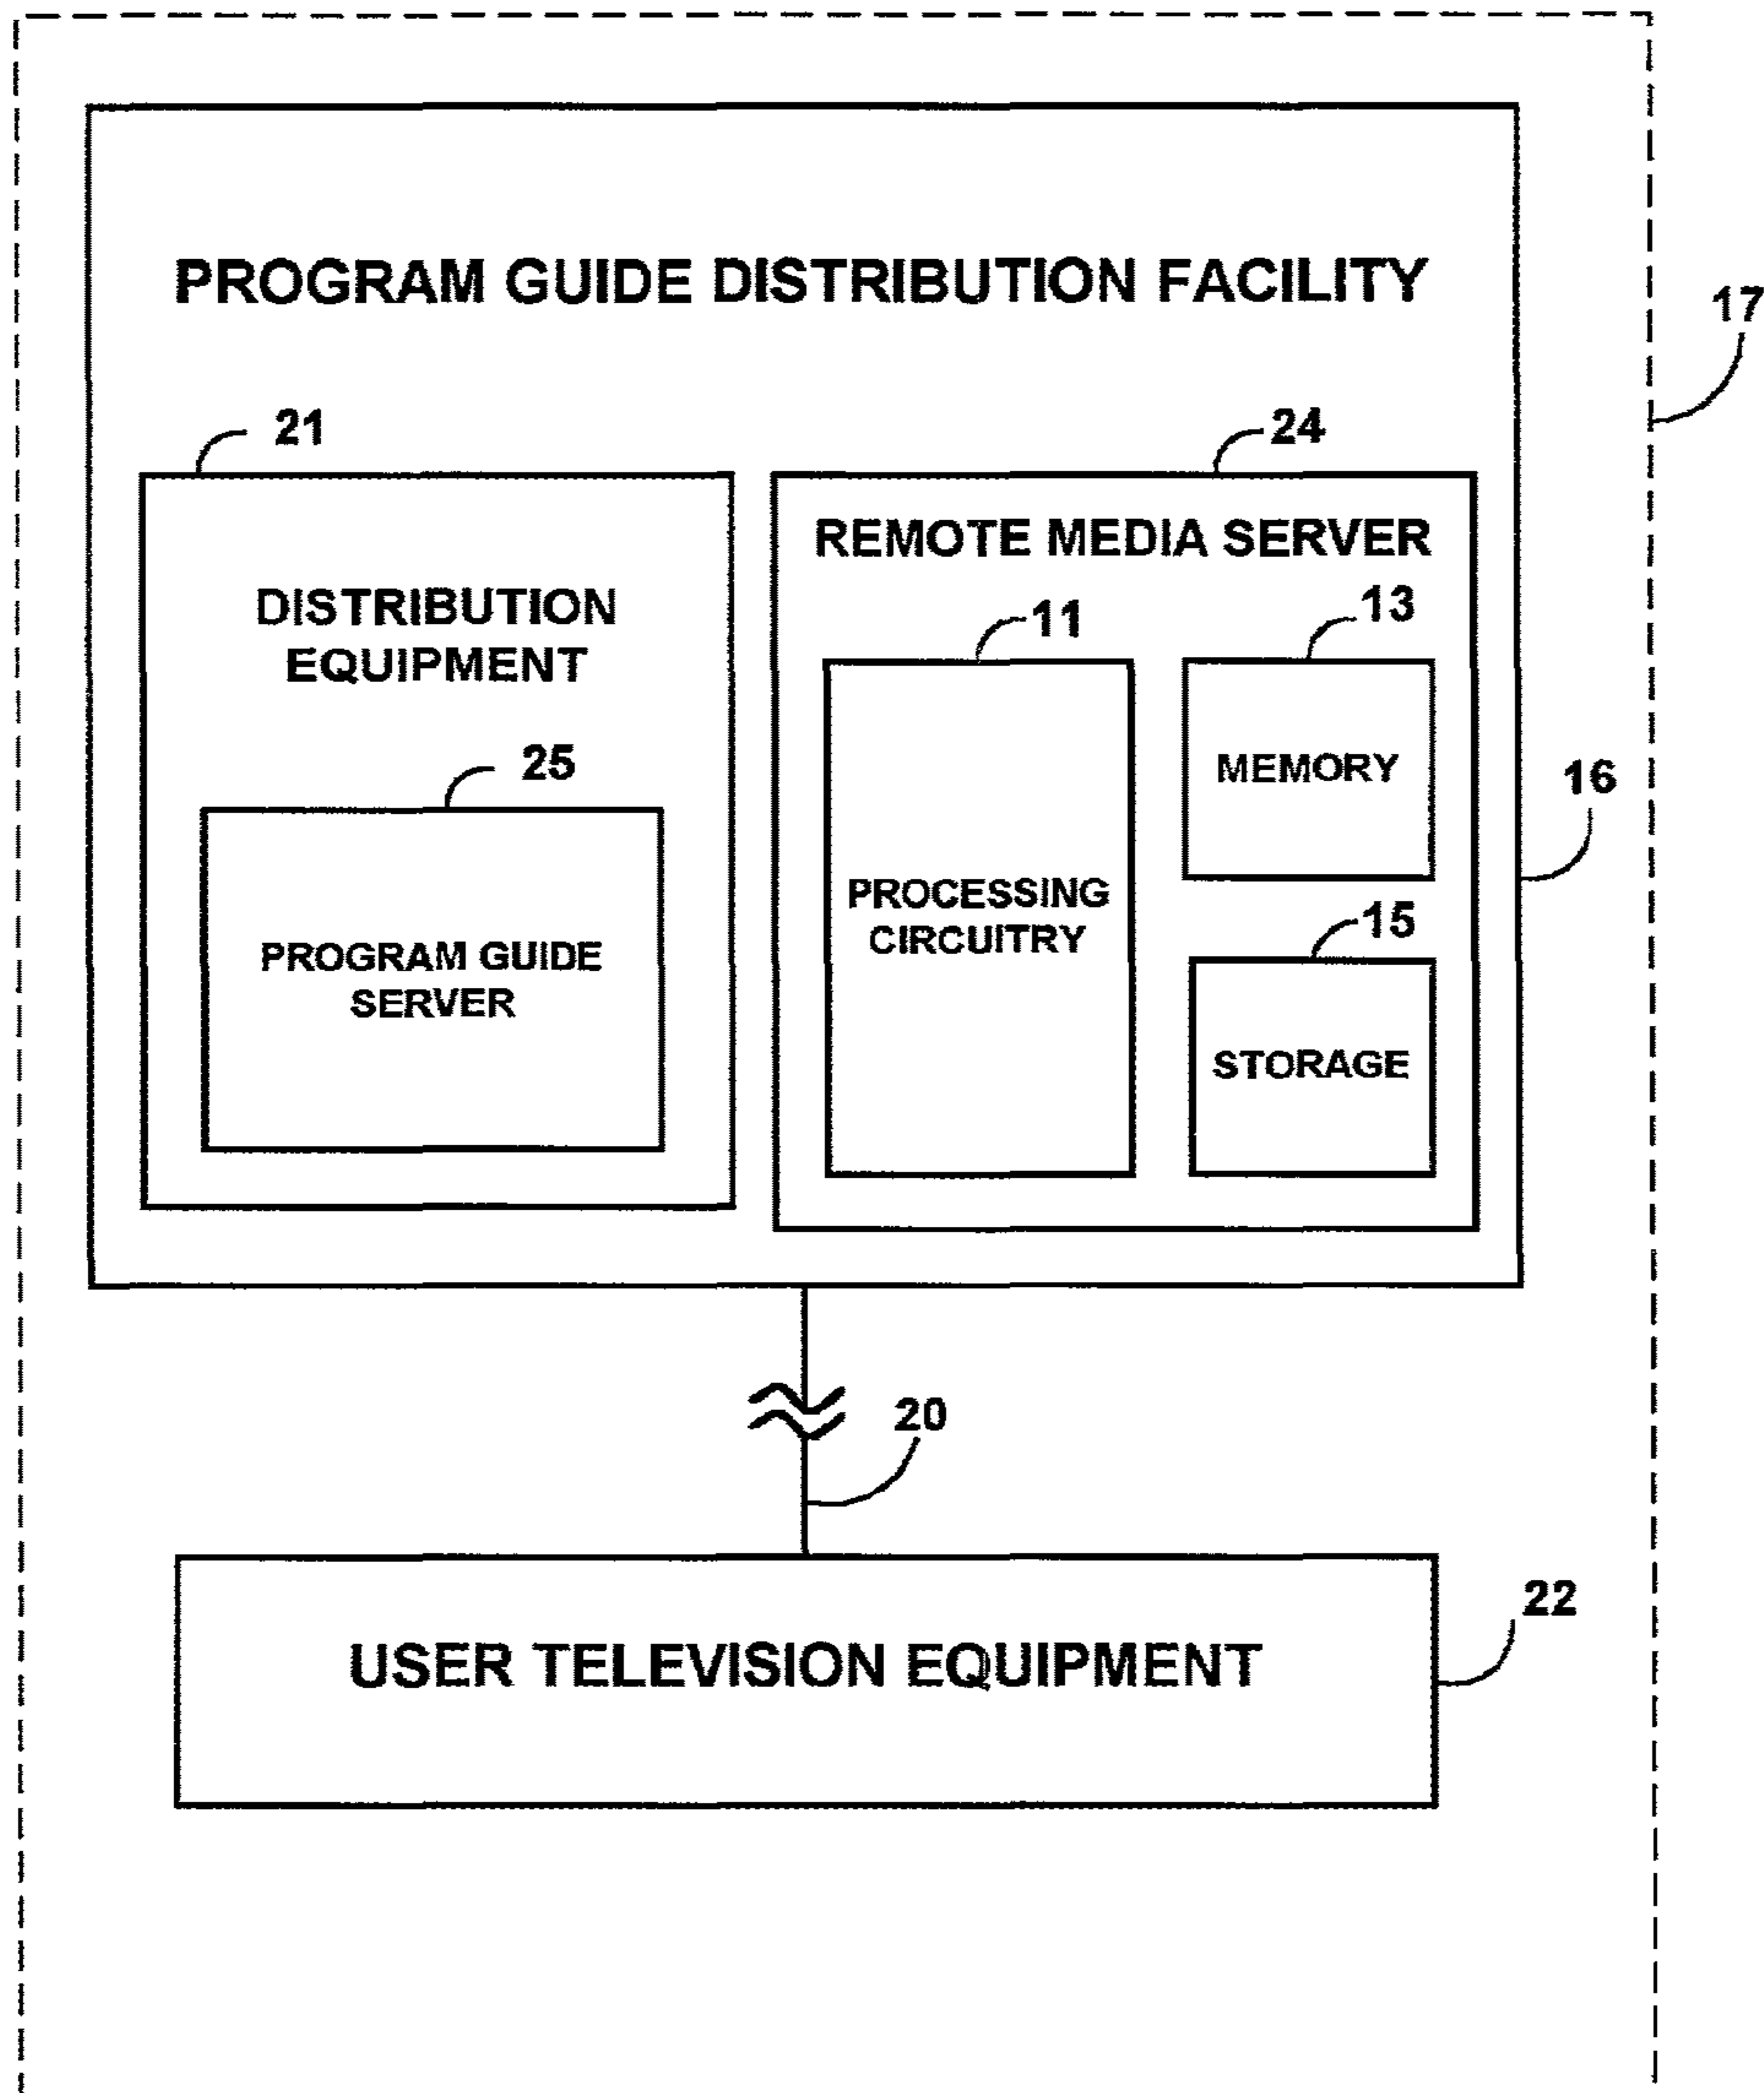 PROGRAM GUIDE DISTRIBUTION FACILITY
17
21
24
REMOTE MEDIA SERVER
DISTRIBUTION
EQUIPMENT
11
13
25
MEMORY
16
PROCESSING
CIRCUITRY
15
PROGRAM GUIDE
SERVER
STORAGE
20
22
USER TELEVISION EQUIPMENT